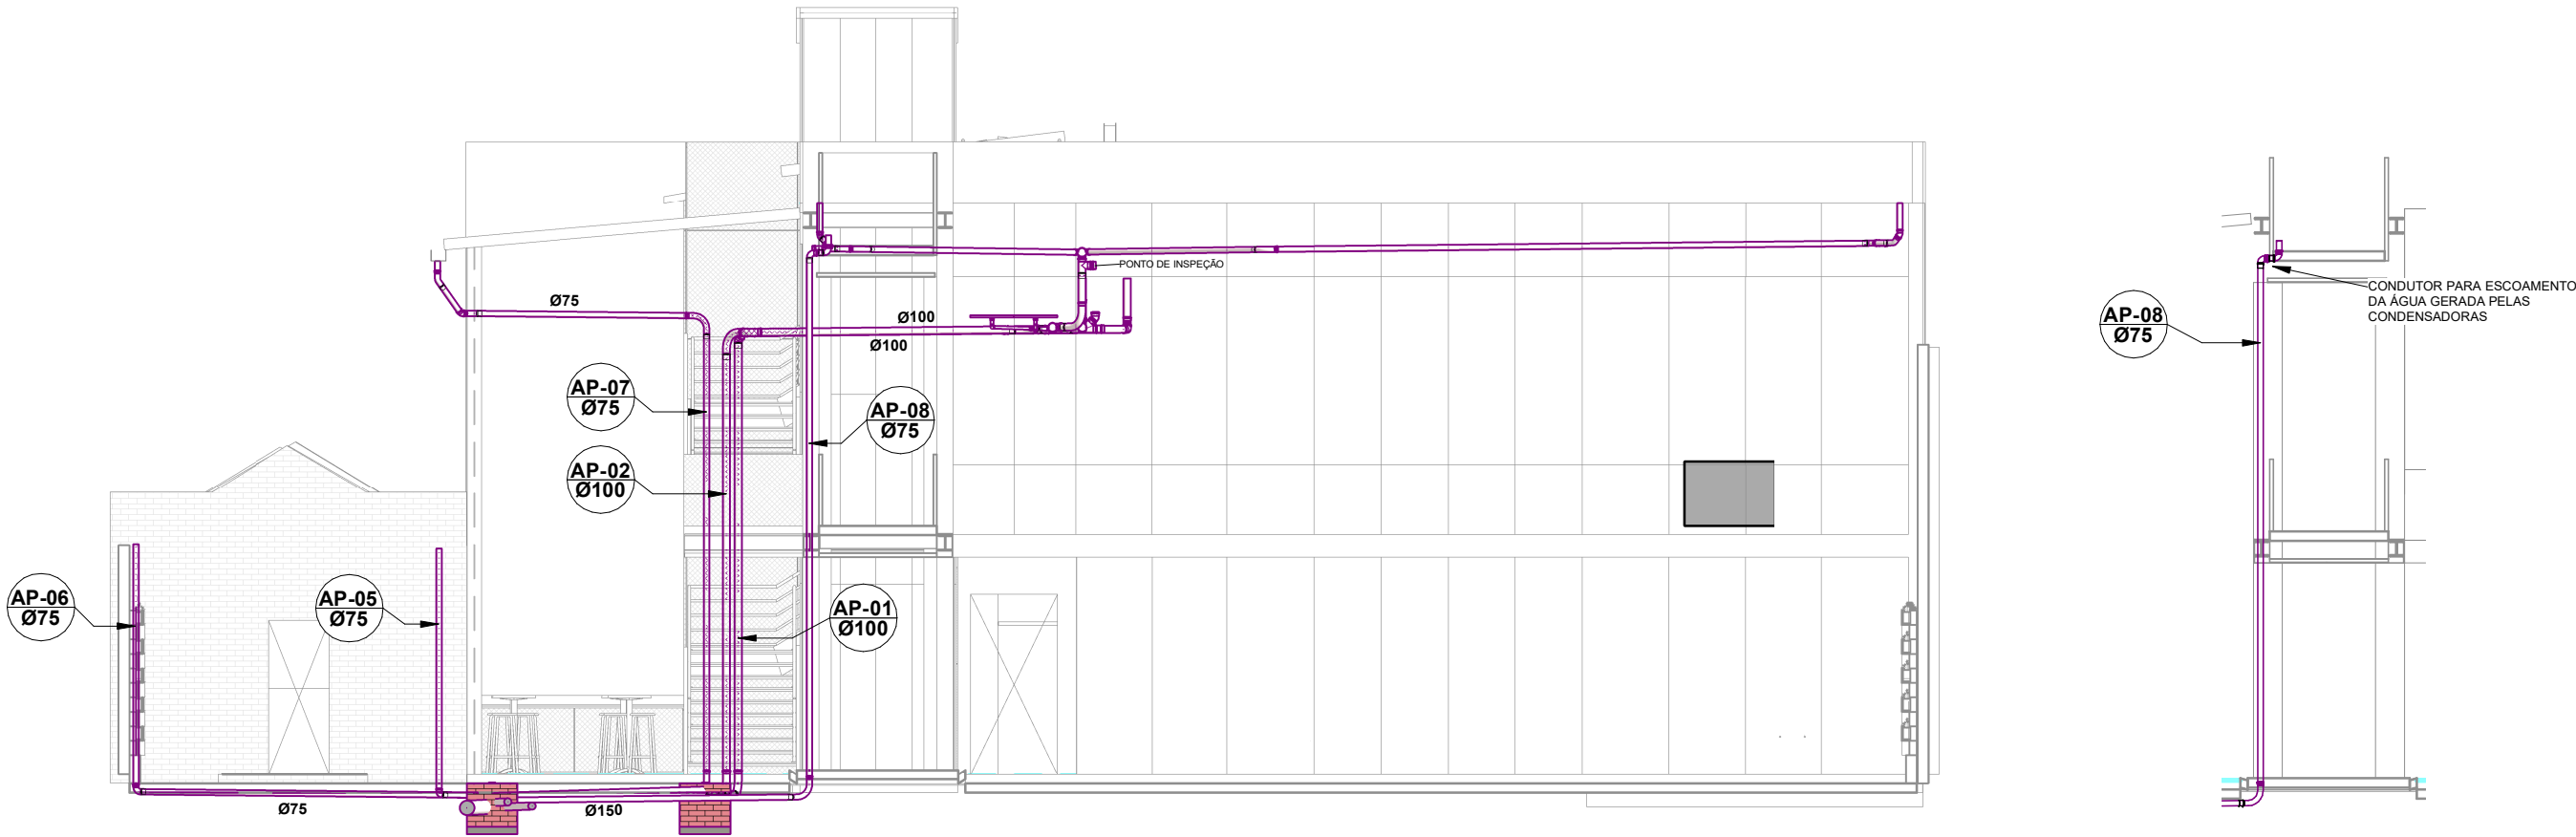 PONTO DE INSPEÇÃO
Ø75
Ø100
Ø100
AP-07
Ø75
AP-08
Ø75
AP-02
Ø100
AP-06
Ø75
AP-05
Ø75
AP-01
Ø100
Ø75
Ø150
CONDUTOR PARA ESCOAMENTO
DA ÁGUA GERADA PELAS
CONDENSADORAS
AP-08
Ø75